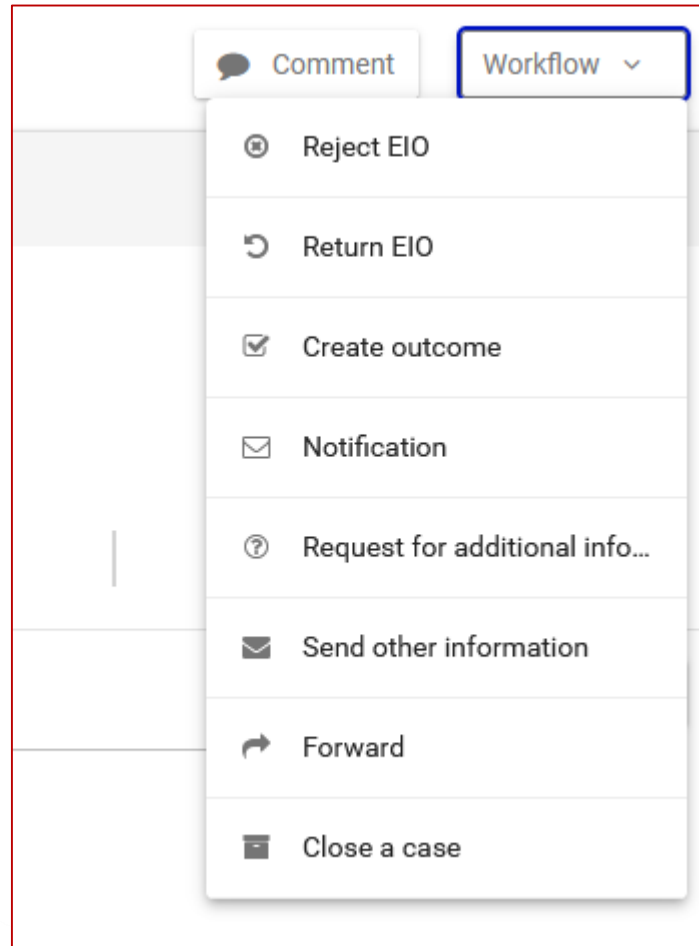 Comment
Workflow
Reject EIO
Return EIO
Create outcome
Notification
Request for additional info...
Send other information
Forward
Close a case